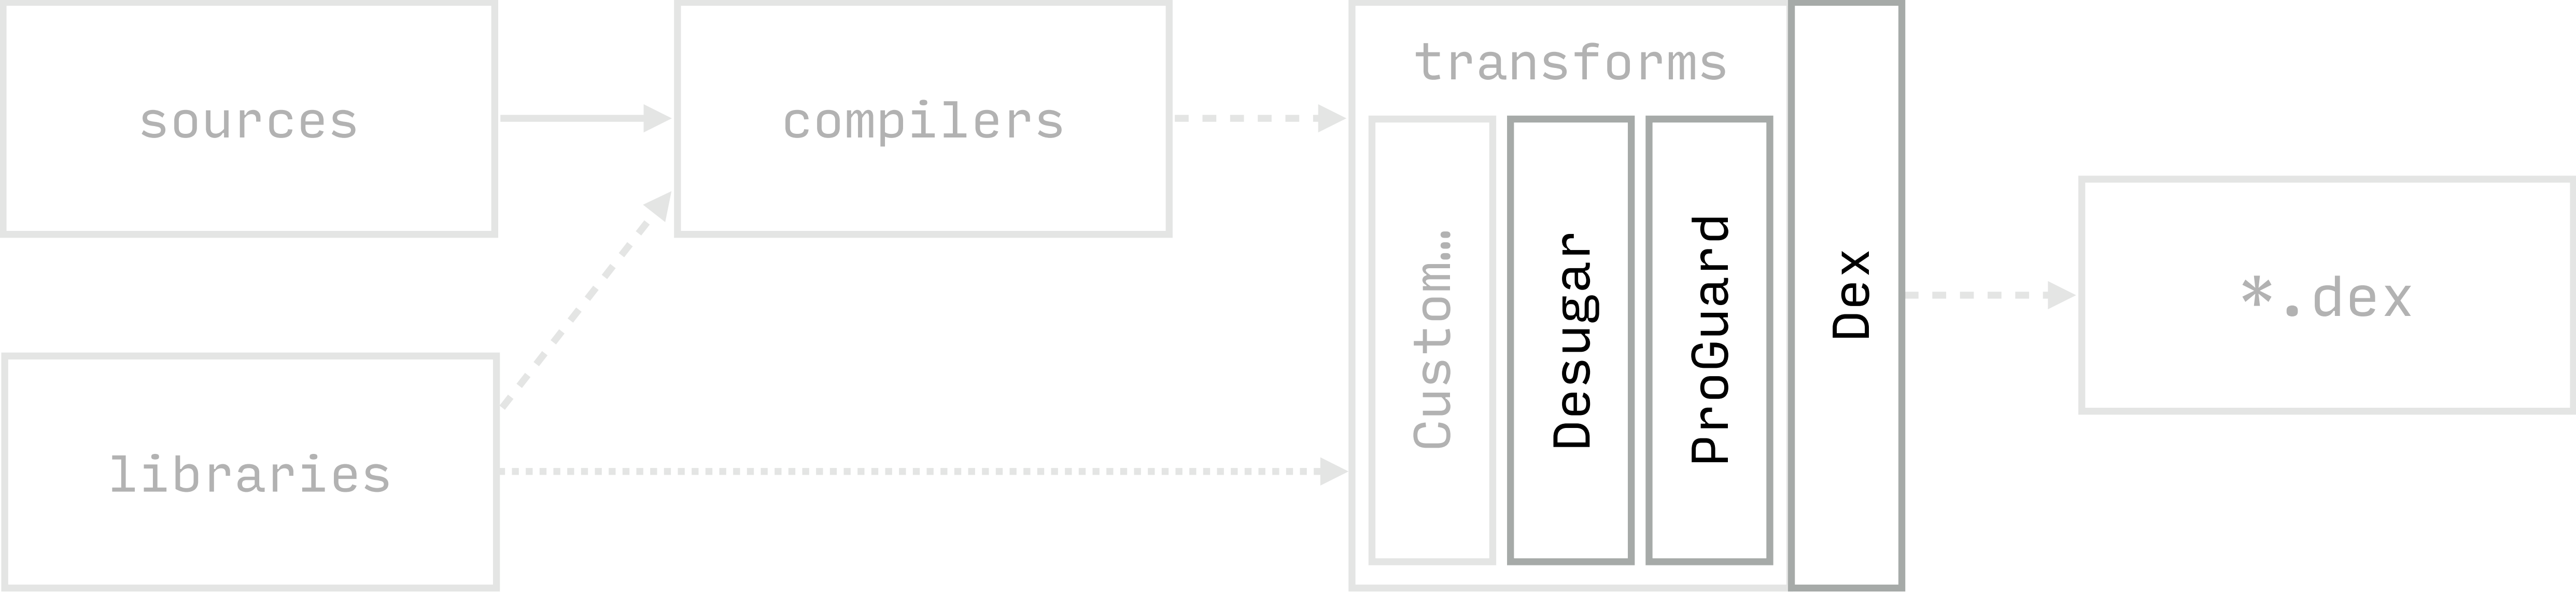 sources
compilers
libraries
transforms
Custom…
Desugar
ProGuard
Dex
*.dex